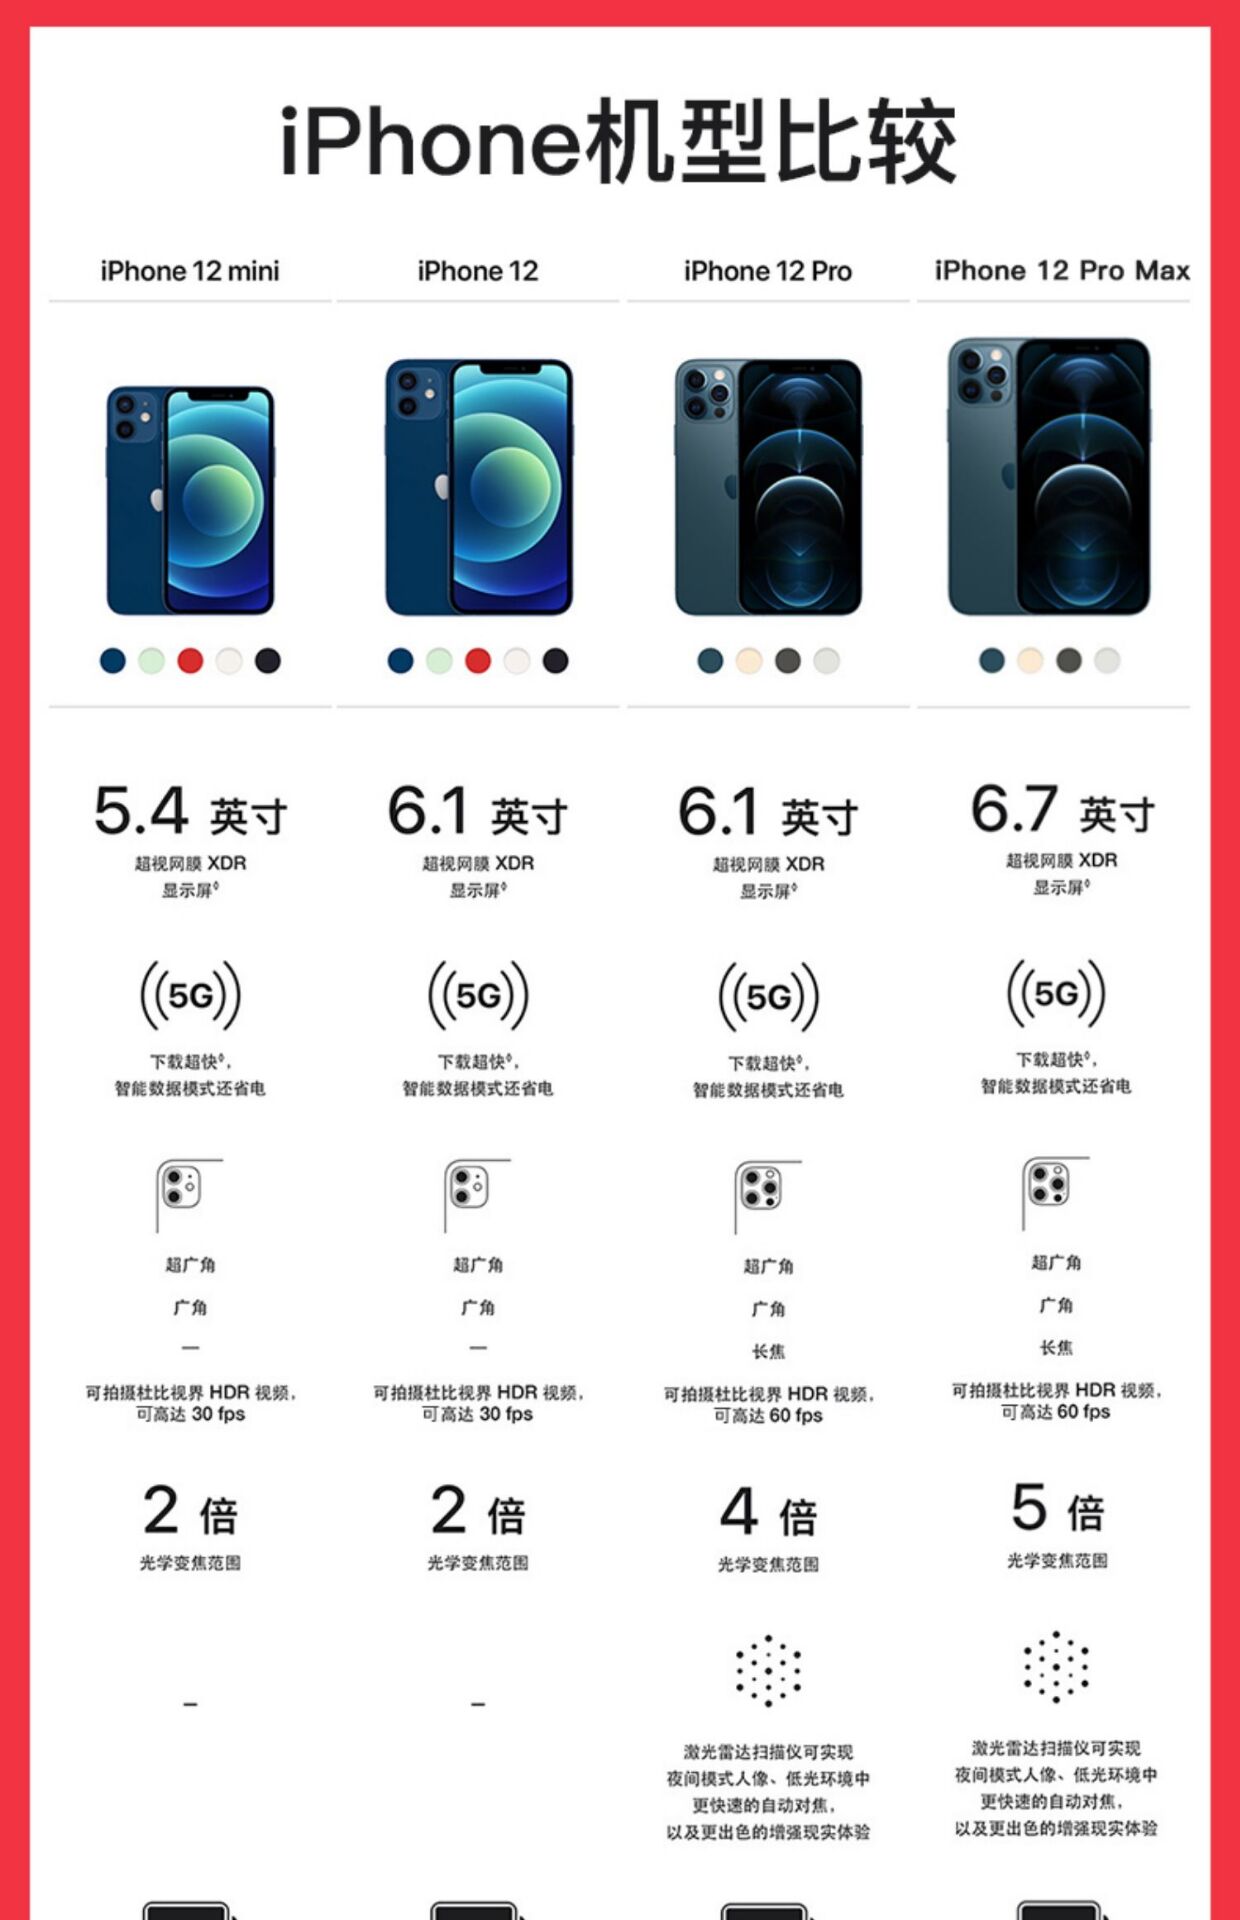 iPhone机型比较
iPhone 12 mini
iPhone 12
iPhone 12 Pro
iPhone 12 Pro Max
5.4 英寸
6.1 英寸
6.1 英寸
6.7 英寸
超视网膜 XDR
显示屏◊
超视网膜 XDR
显示屏◊
超视网膜 XDR
显示屏◊
超视网膜 XDR
显示屏◊
5G
5G
5G
5G
下载超快◊,
智能数据模式还省电
下载超快◊,
智能数据模式还省电
下载超快◊,
智能数据模式还省电
下载超快◊,
智能数据模式还省电
超广角
广角
—
超广角
广角
—
超广角
广角
长焦
超广角
广角
长焦
可拍摄杜比视界 HDR 视频,
可高达 30 fps
可拍摄杜比视界 HDR 视频,
可高达 30 fps
可拍摄杜比视界 HDR 视频,
可高达 60 fps
可拍摄杜比视界 HDR 视频,
可高达 60 fps
2 倍
光学变焦范围
2 倍
光学变焦范围
4 倍
光学变焦范围
5 倍
光学变焦范围
–
–
激光雷达扫描仪可实现
夜间模式人像、低光环境中
更快速的自动对焦,
以及更出色的增强现实体验
激光雷达扫描仪可实现
夜间模式人像、低光环境中
更快速的自动对焦,
以及更出色的增强现实体验